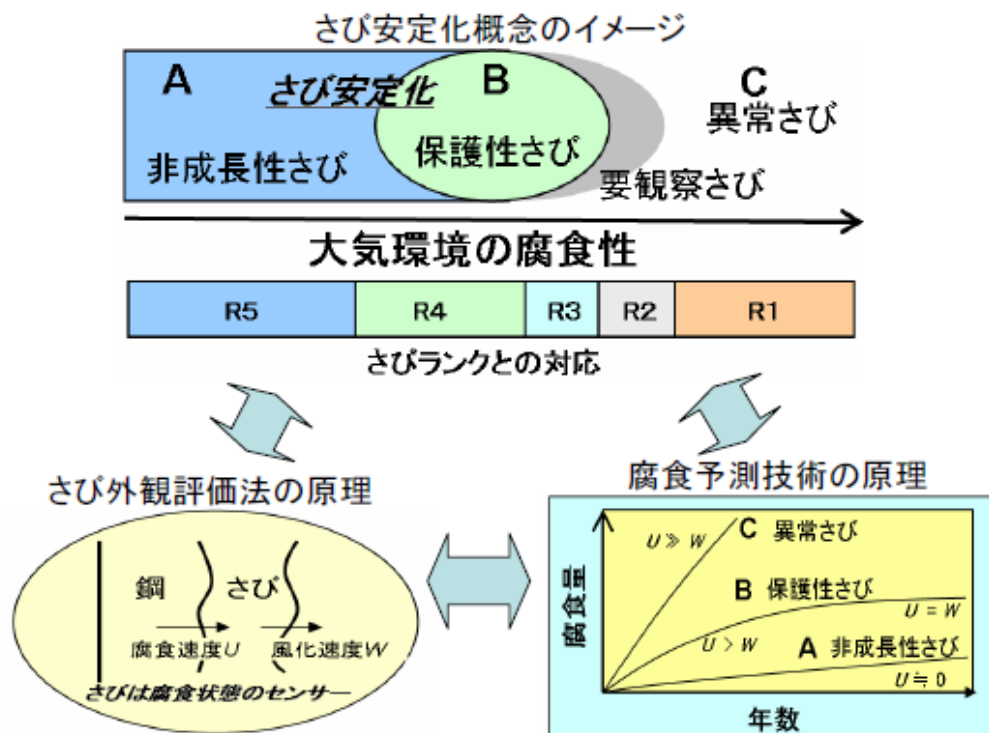 さび安定化概念のイメージ
A
B
C
さび安定化
異常さび
非成長性さび
保護性さび
要観察さび
大気環境の腐食性
R5
R4
R3
R2
R1
さびランクとの対応
さび外観評価法の原理
鋼
さび
腐食速度U
風化速度W
さびは腐食状態のセンサー
腐食予測技術の原理
腐食量
U≫W
C 異常さび
B 保護性さび
U=W
U>W
A 非成長性さび
U≒0
年数